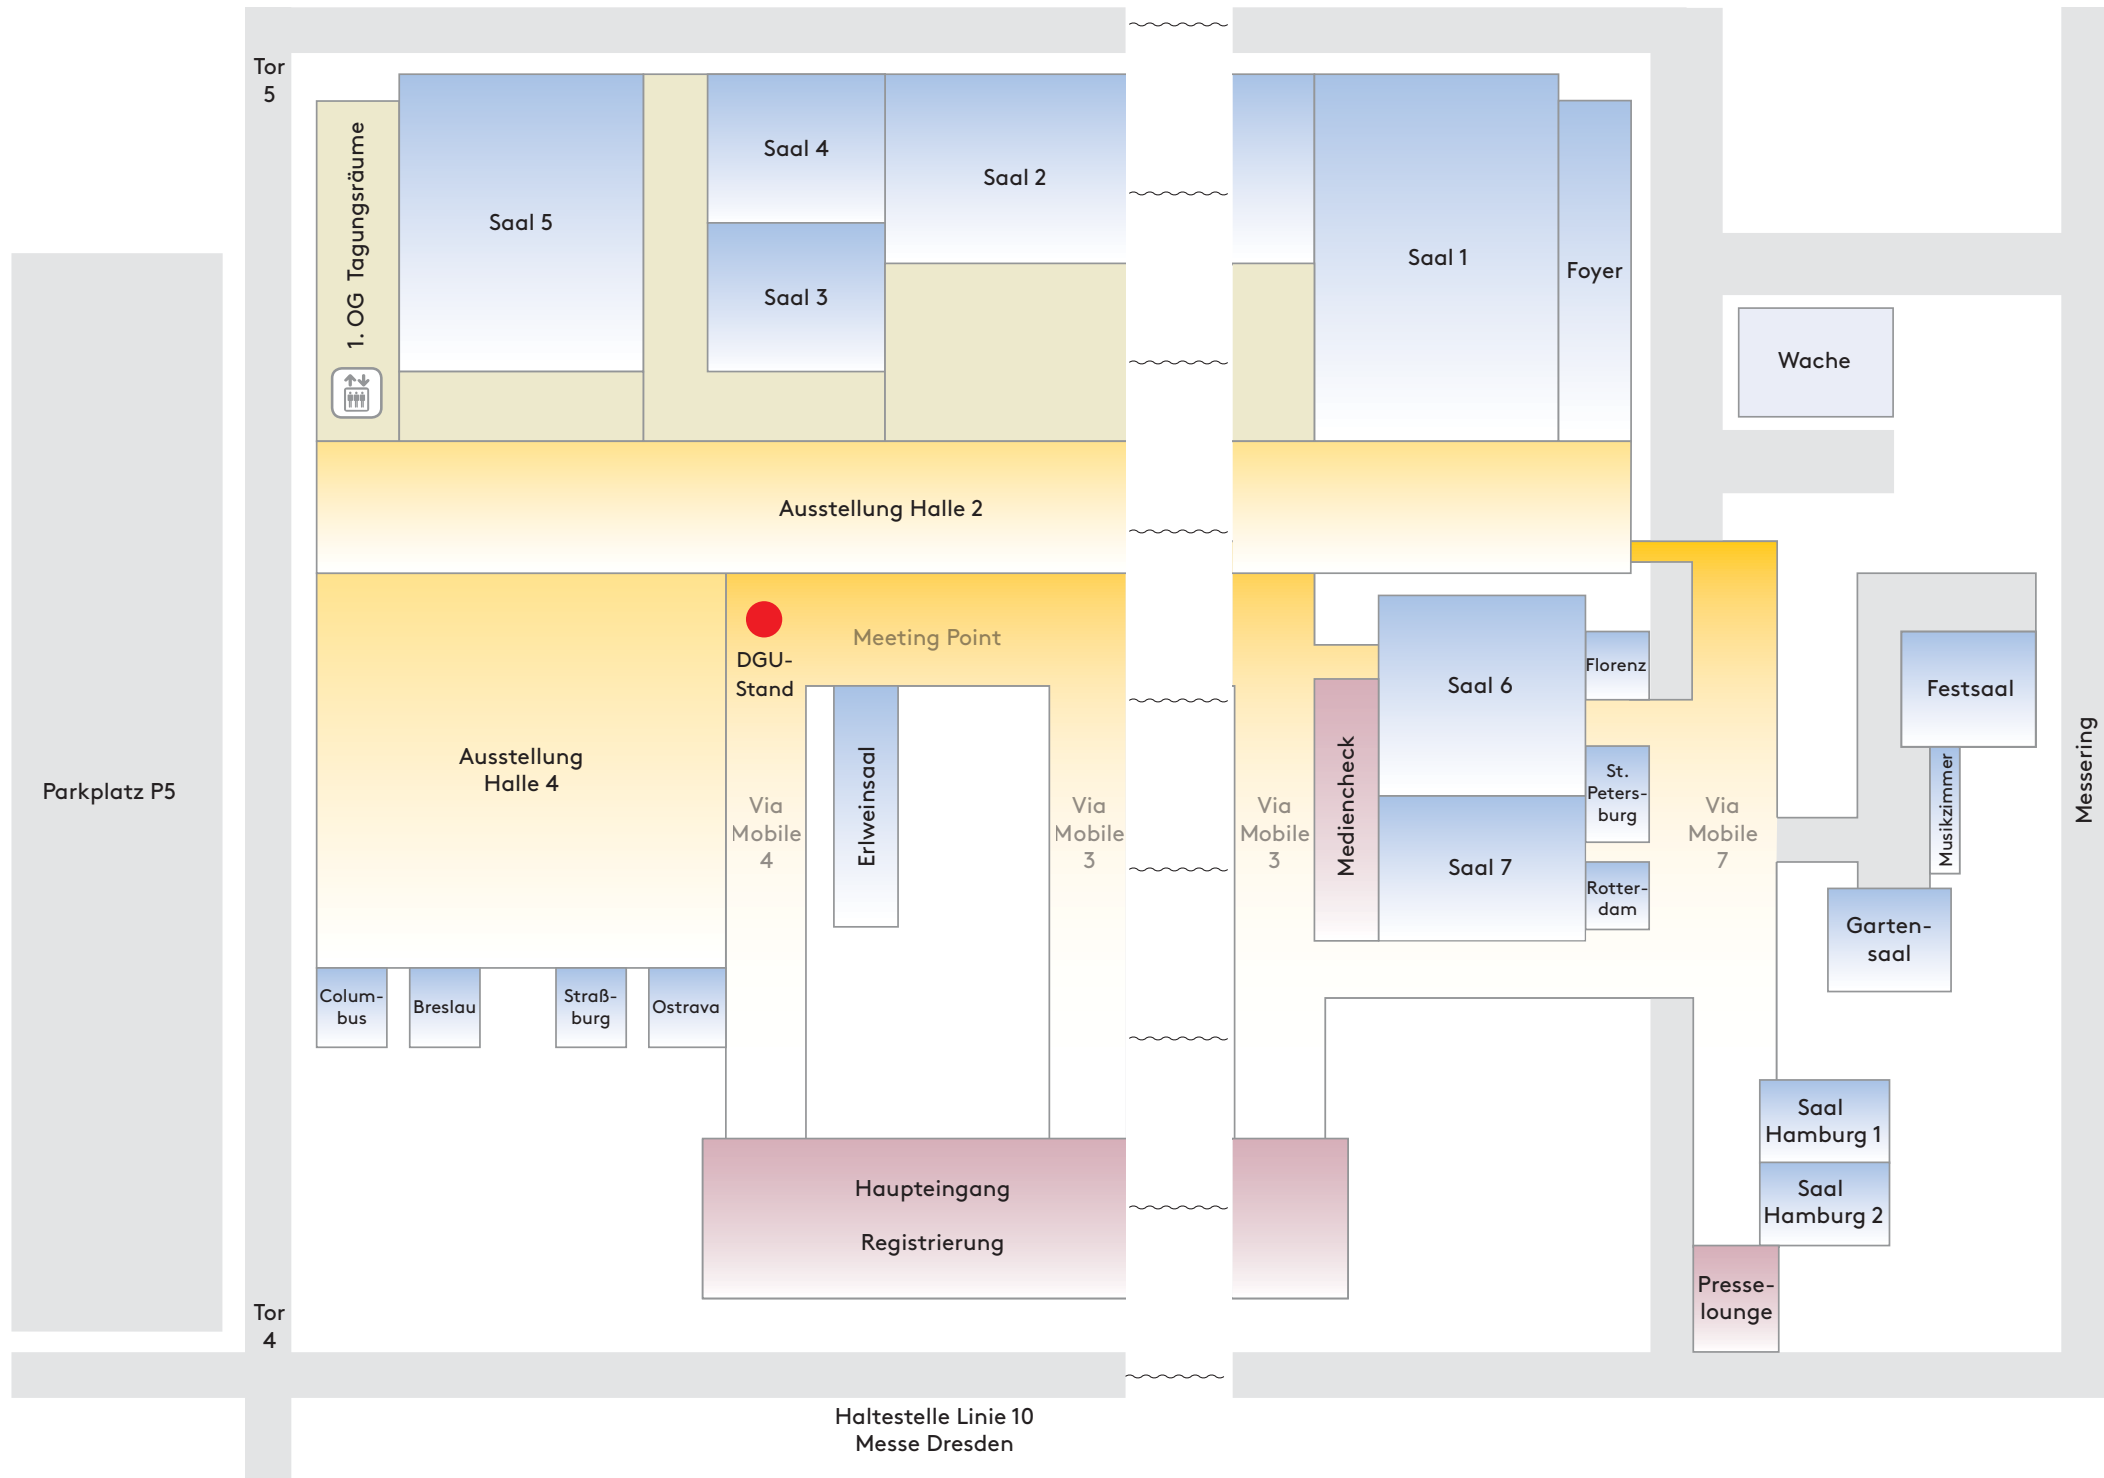 Tor
5
1. OG Tagungsräume
Saal 5
Saal 4
Saal 3
Saal 2
Saal 1
Foyer
Wache
Ausstellung Halle 2
Parkplatz P5
Ausstellung
Halle 4
DGU-
Stand
Meeting Point
Via
Mobile
4
Erlweinsaal
Via
Mobile
3
Via
Mobile
3
Mediencheck
Saal 6
Saal 7
Florenz
St.
Peters-
burg
Rotter-
dam
Via
Mobile
7
Festsaal
Musikzimmer
Garten-
saal
Messering
Colum-
bus
Breslau
Straß-
burg
Ostrava
Haupteingang
Registrierung
Saal
Hamburg 1
Saal
Hamburg 2
Presse-
lounge
Tor
4
Haltestelle Linie 10
Messe Dresden